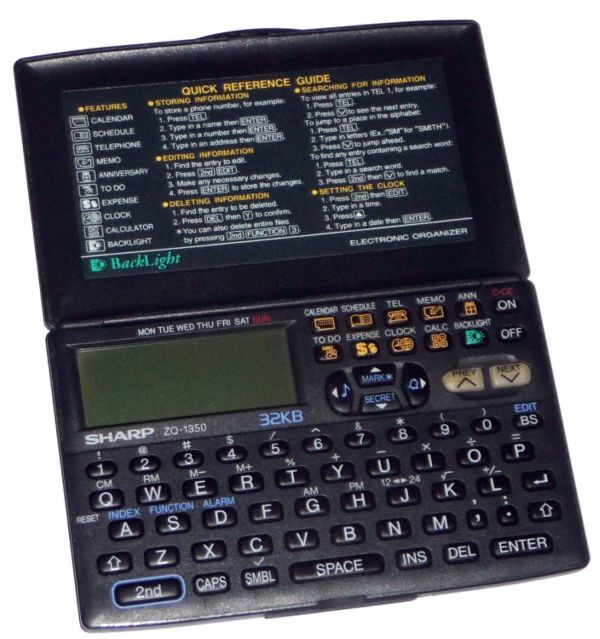 QUICK REFERENCE GUIDE
●FEATURES
CALENDAR
SCHEDULE
TELEPHONE
MEMO
ANNIVERSARY
TO DO
EXPENSE
CLOCK
CALCULATOR
BACKLIGHT
●STORING INFORMATION
To store a phone number, for example:
1. Press TEL.
2. Type in a name then ENTER.
3. Type in a number then ENTER.
4. Type in an address then ENTER.
●EDITING INFORMATION
1. Find the entry to edit.
2. Press 2nd EDIT.
3. Make any necessary changes.
4. Press ENTER to store the changes.
●DELETING INFORMATION
1. Find the entry to be deleted.
2. Press DEL then Y to confirm.
*You can also delete entire files
by pressing 2nd FUNCTION 3.
●SEARCHING FOR INFORMATION
To view all entries in TEL 1, for example:
1. Press TEL.
2. Press ∨ to see the next entry.
To jump to a place in the alphabet:
1. Press TEL.
2. Type in letters (Ex.:"SM" for "SMITH").
3. Press ∨ to jump ahead.
To find any entry containing a search word:
1. Press TEL.
2. Type in a search word.
3. Press 2nd then ∨ to find a match.
●SETTING THE CLOCK
1. Press 2nd then EDIT.
2. Type in a time.
3. Press ▲.
4. Type in a date then ENTER.
BackLight
ELECTRONIC ORGANIZER
MON TUE WED THU FRI SAT SUN
CALENDAR SCHEDULE TEL MEMO ANN C•CE
ON
TO DO EXPENSE CLOCK CALC BACKLIGHT
OFF
MARK*
SECRET
PREV NEXT
SHARP ZQ-1350
32KB
! @ # $ / ^ & * ( ) EDIT
1 2 3 4 5 6 7 8 9 0 BS
CM RM M- M+ % + - × ÷ =
Q W E R T Y U I O P
RESET INDEX FUNCTION ALARM AM PM 12◄►24 √ +/-
A S D F G H J K L
Z X C V B N M , .
2nd CAPS SMBL SPACE INS DEL ENTER